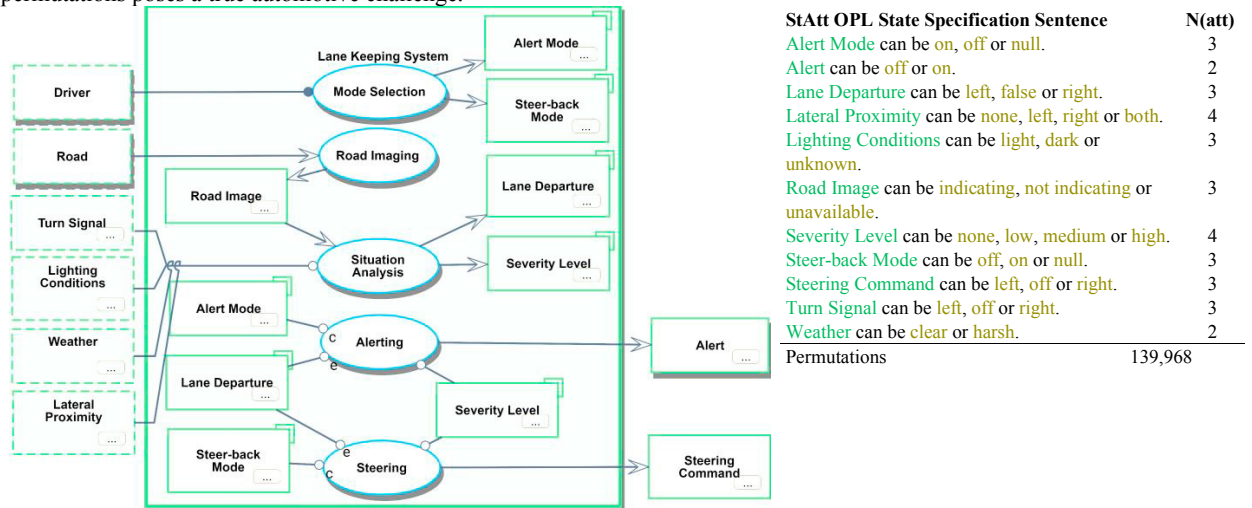 permutations poses a true automotive challenge.
Lane Keeping System
Driver
Road
Turn Signal
...
Lighting
Conditions
...
Weather
...
Lateral
Proximity
...
Mode Selection
Alert Mode
...
Steer-back
Mode
...
Road Imaging
Road Image
...
Lane Departure
...
Situation
Analysis
Severity Level
...
Alert Mode
...
c
e
Alerting
Alert
...
Lane Departure
...
Severity Level
...
Steer-back
Mode
...
e
c
Steering
Steering
Command
...
StAtt OPL State Specification Sentence N(att)
Alert Mode can be on, off or null. 3
Alert can be off or on. 2
Lane Departure can be left, false or right. 3
Lateral Proximity can be none, left, right or both. 4
Lighting Conditions can be light, dark or 3
unknown.
Road Image can be indicating, not indicating or 3
unavailable.
Severity Level can be none, low, medium or high. 4
Steer-back Mode can be off, on or null. 3
Steering Command can be left, off or right. 3
Turn Signal can be left, off or right. 3
Weather can be clear or harsh. 2
Permutations 139,968